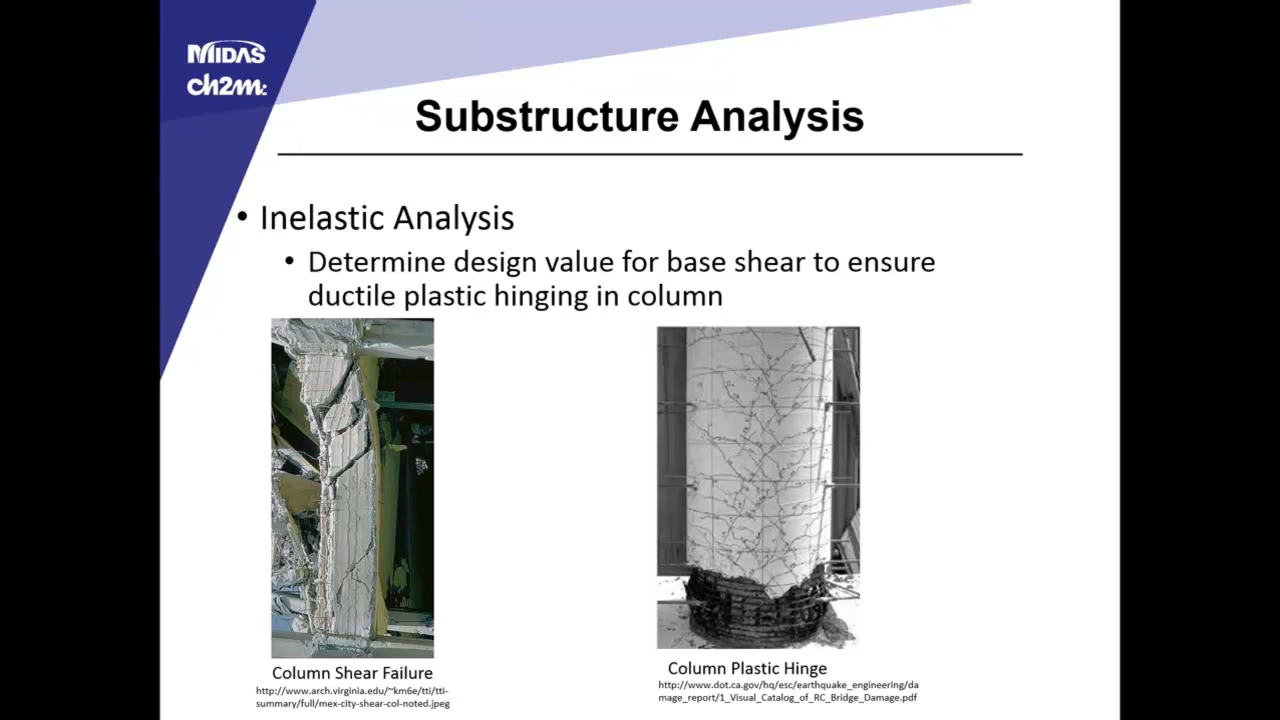 MIDAS
ch2m:
Substructure Analysis
• Inelastic Analysis
• Determine design value for base shear to ensure
ductile plastic hinging in column
Column Shear Failure
http://www.arch.virginia.edu/~km6e/tti/tti-
summary/full/mex-city-shear-col-noted.jpeg
Column Plastic Hinge
http://www.dot.ca.gov/hq/esc/earthquake_engineering/da
mage_report/1_Visual_Catalog_of_RC_Bridge_Damage.pdf